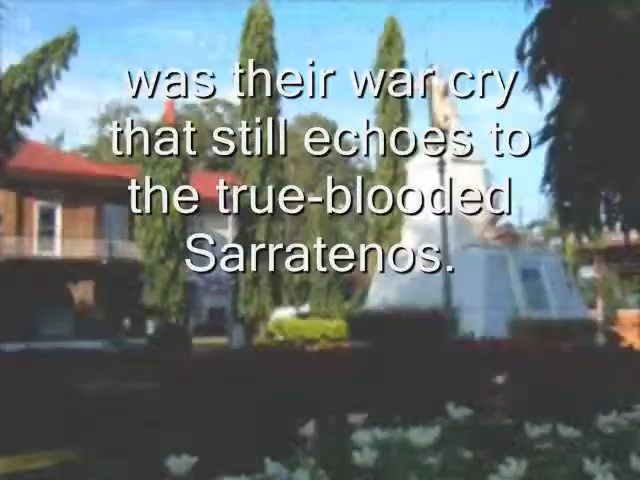 was their war cry
that still echoes to
the true-blooded
Sarratenos.